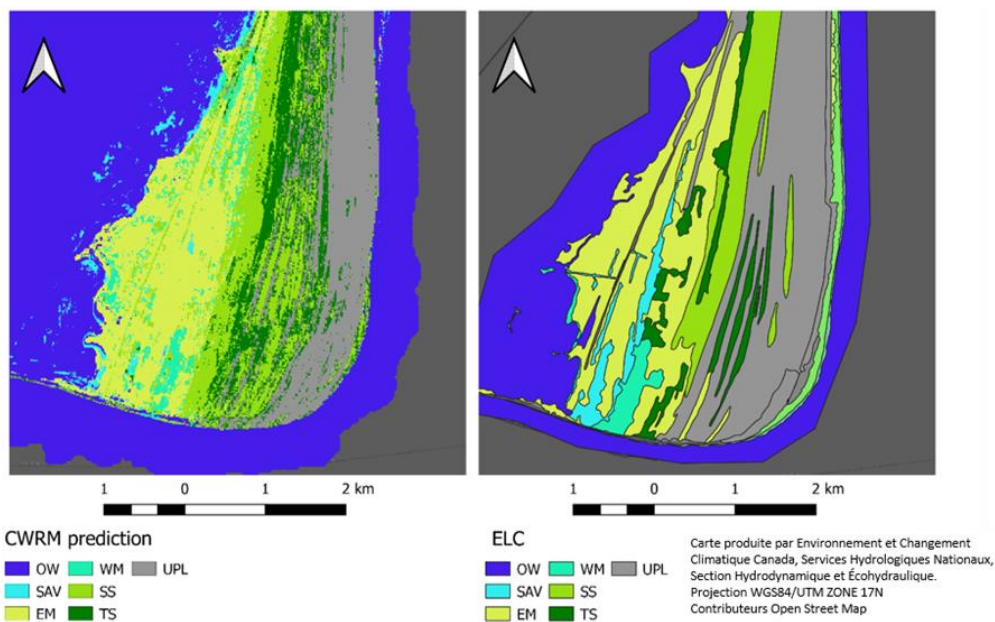 1 0 1 2 km
1 0 1 2 km
CWRM prediction
OW WM UPL
SAV SS
EM TS
ELC
OW WM UPL
SAV SS
EM TS
Carte produite par Environnement et Changement
Climatique Canada, Services Hydrologiques Nationaux,
Section Hydrodynamique et Écohydraulique.
Projection WGS84/UTM ZONE 17N
Contributeurs Open Street Map